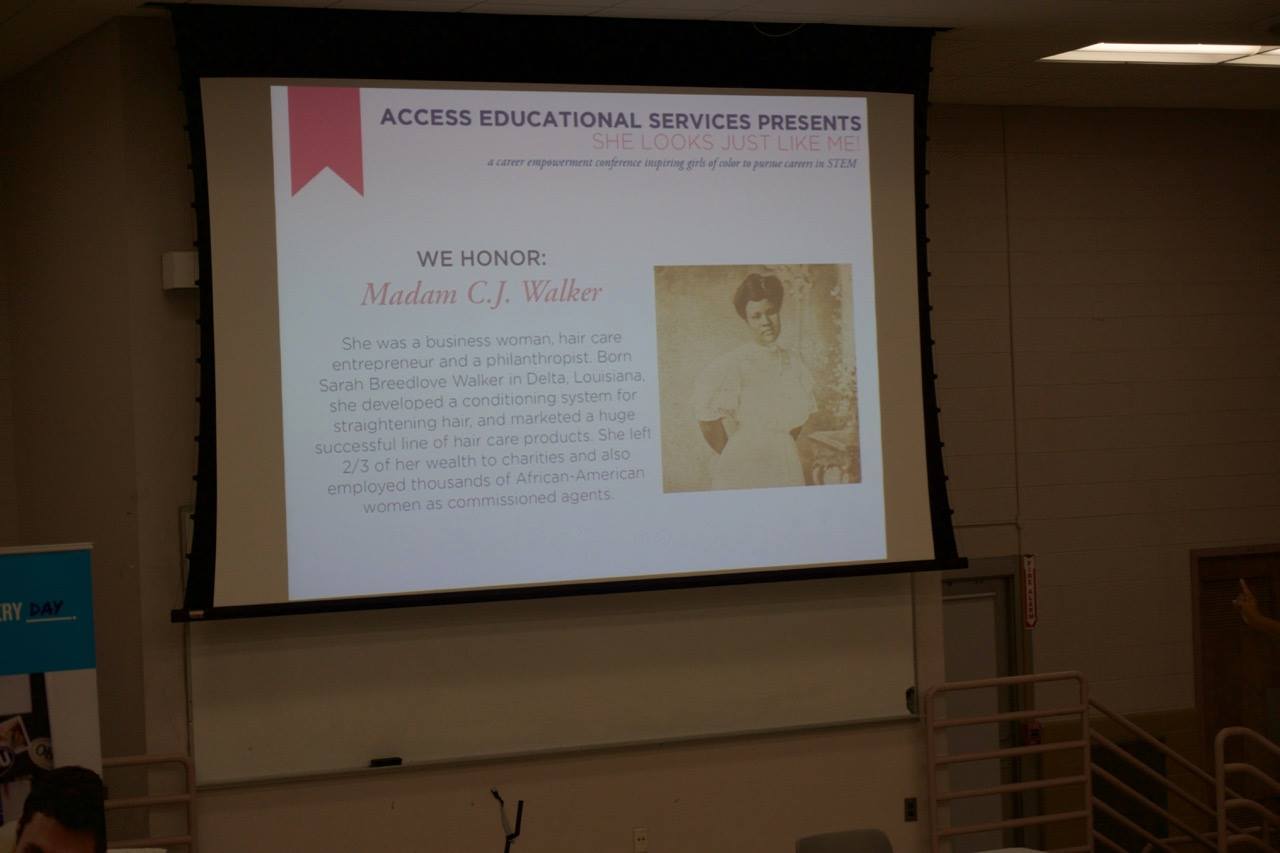 ACCESS EDUCATIONAL SERVICES PRESENTS
SHE LOOKS JUST LIKE ME!
a career empowerment conference inspiring girls of color to pursue careers in STEM
WE HONOR:
Madam C.J. Walker
She was a business woman, hair care
entrepreneur and a philanthropist. Born
Sarah Breedlove Walker in Delta, Louisiana,
she developed a conditioning system for
straightening hair, and marketed a huge
successful line of hair care products. She left
2/3 of her wealth to charities and also
employed thousands of African-American
women as commissioned agents.
ERY DAY.
FIRE ALARM